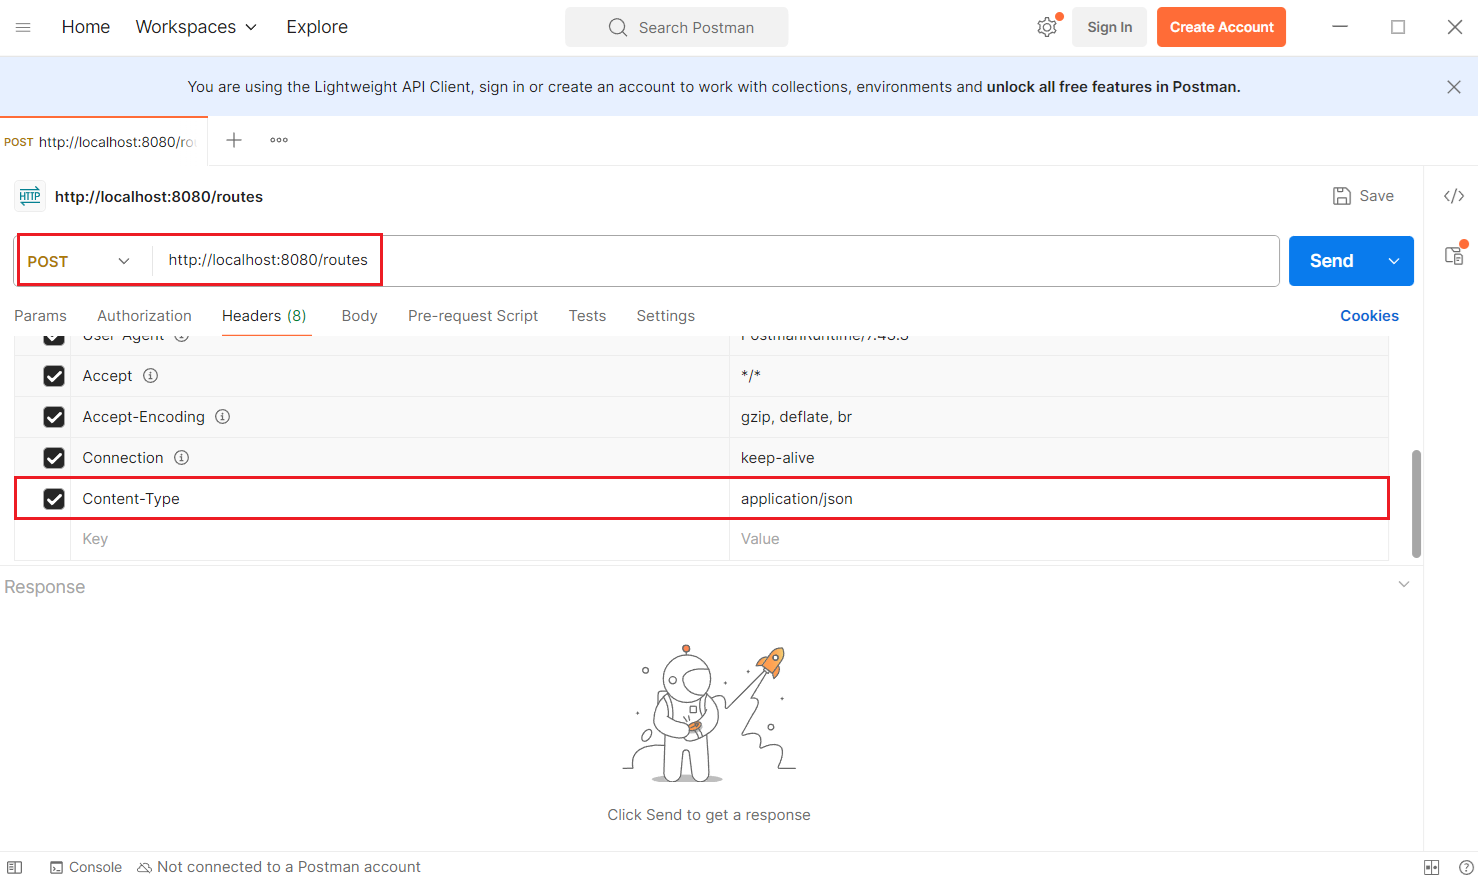 Home Workspaces Explore Search Postman Sign In Create Account
You are using the Lightweight API Client, sign in or create an account to work with collections, environments and unlock all free features in Postman.
POST http://localhost:8080/ro
HTTP http://localhost:8080/routes Save
POST http://localhost:8080/routes Send
Params Authorization Headers (8) Body Pre-request Script Tests Settings Cookies
User-Agent
Accept */*
Accept-Encoding gzip, deflate, br
Connection keep-alive
Content-Type application/json
Key Value
Response
Click Send to get a response
Console Not connected to a Postman account